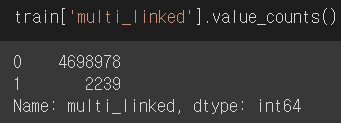 train['multi_linked'].value_counts()
0    4698978
1       2239
Name: multi_linked, dtype: int64